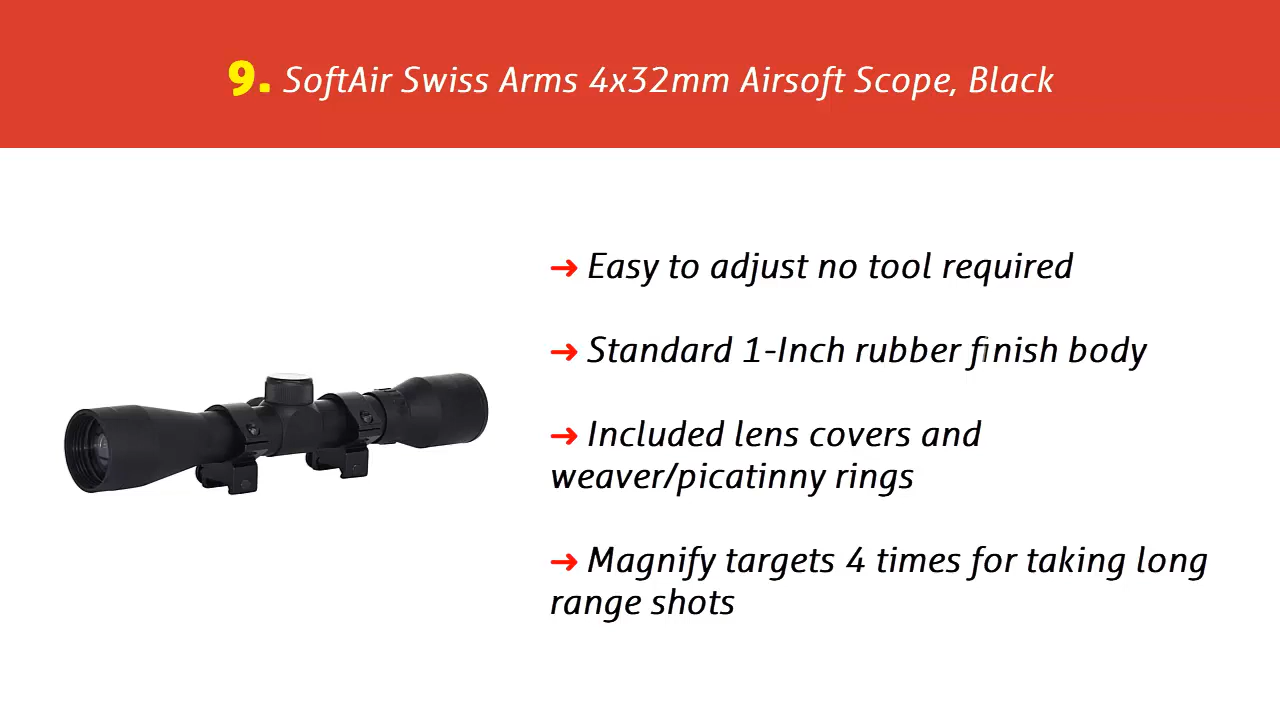 9. SoftAir Swiss Arms 4x32mm Airsoft Scope, Black
→ Easy to adjust no tool required
→ Standard 1-Inch rubber finish body
→ Included lens covers and
weaver/picatinny rings
→ Magnify targets 4 times for taking long
range shots